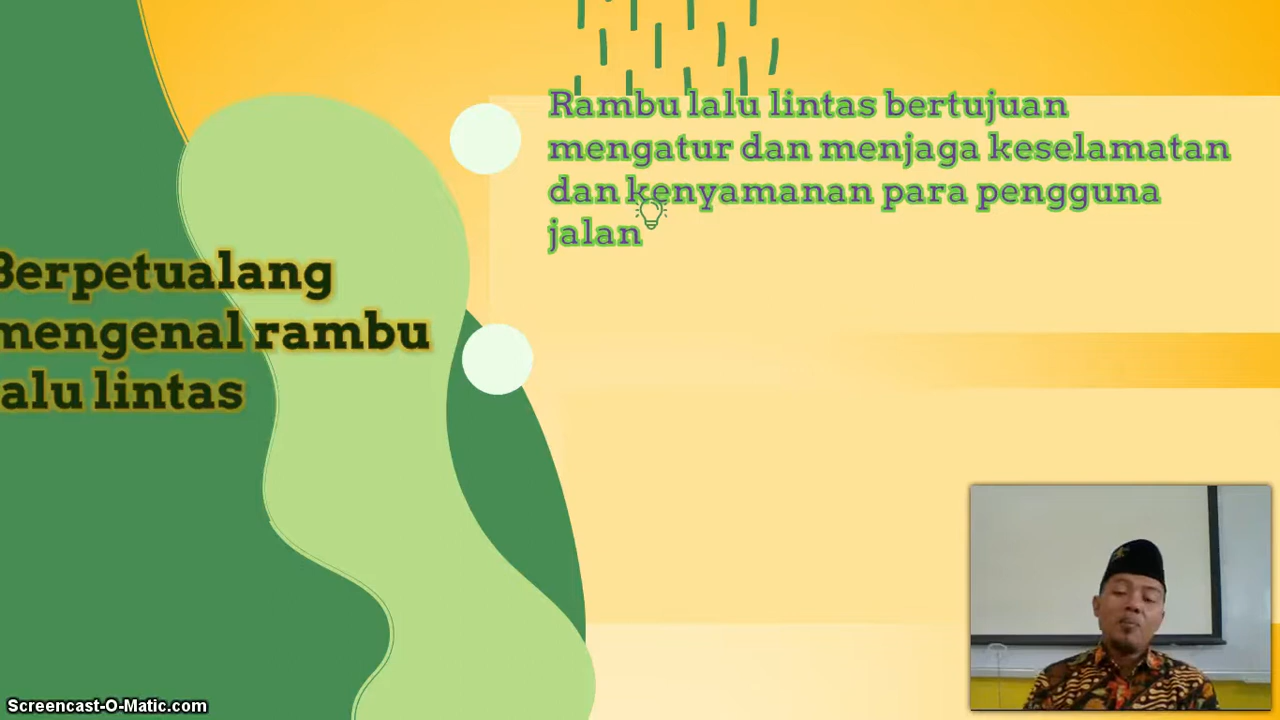 Rambu lalu lintas bertujuan
mengatur dan menjaga keselamatan
dan kenyamanan para pengguna
jalan
Berpetualang
mengenal rambu
lalu lintas
Screencast-O-Matic.com